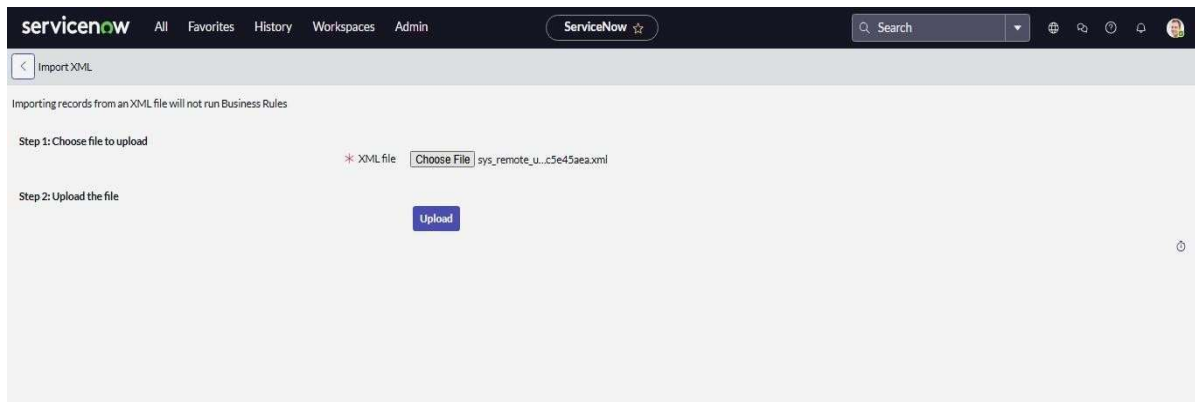 servicenow All Favorites History Workspaces Admin ServiceNow Search
Import XML
Importing records from an XML file will not run Business Rules
Step 1: Choose file to upload
* XML file Choose File sys_remote_u...c5e45aea.xml
Step 2: Upload the file
Upload